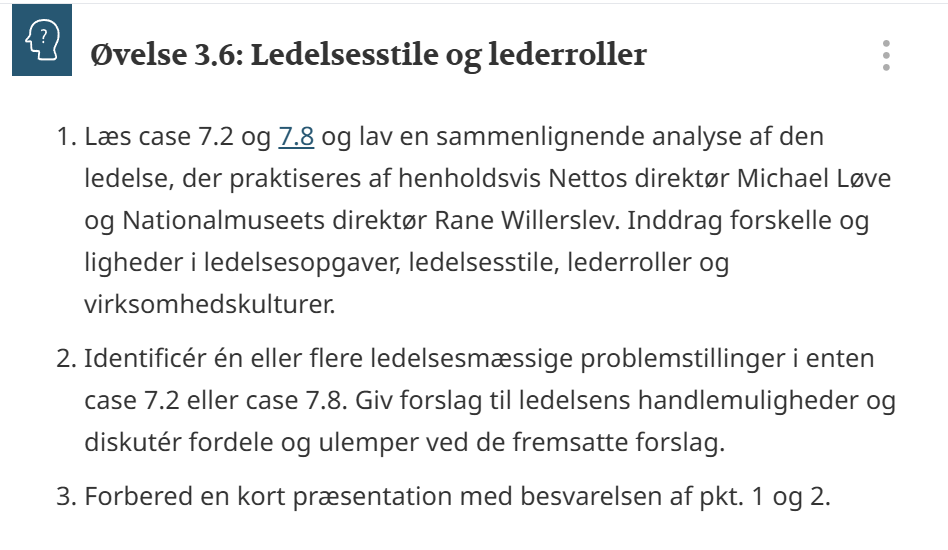 ?
Øvelse 3.6: Ledelsesstile og lederroller
1. Læs case 7.2 og 7.8 og lav en sammenlignende analyse af den
ledelse, der praktiseres af henholdsvis Nettos direktør Michael Løve
og Nationalmuseets direktør Rane Willerslev. Inddrag forskelle og
ligheder i ledelsesopgaver, ledelsesstile, lederroller og
virksomhedskulturer.
2. Identificér én eller flere ledelsesmæssige problemstillinger i enten
case 7.2 eller case 7.8. Giv forslag til ledelsens handlemuligheder og
diskutér fordele og ulemper ved de fremsatte forslag.
3. Forbered en kort præsentation med besvarelsen af pkt. 1 og 2.